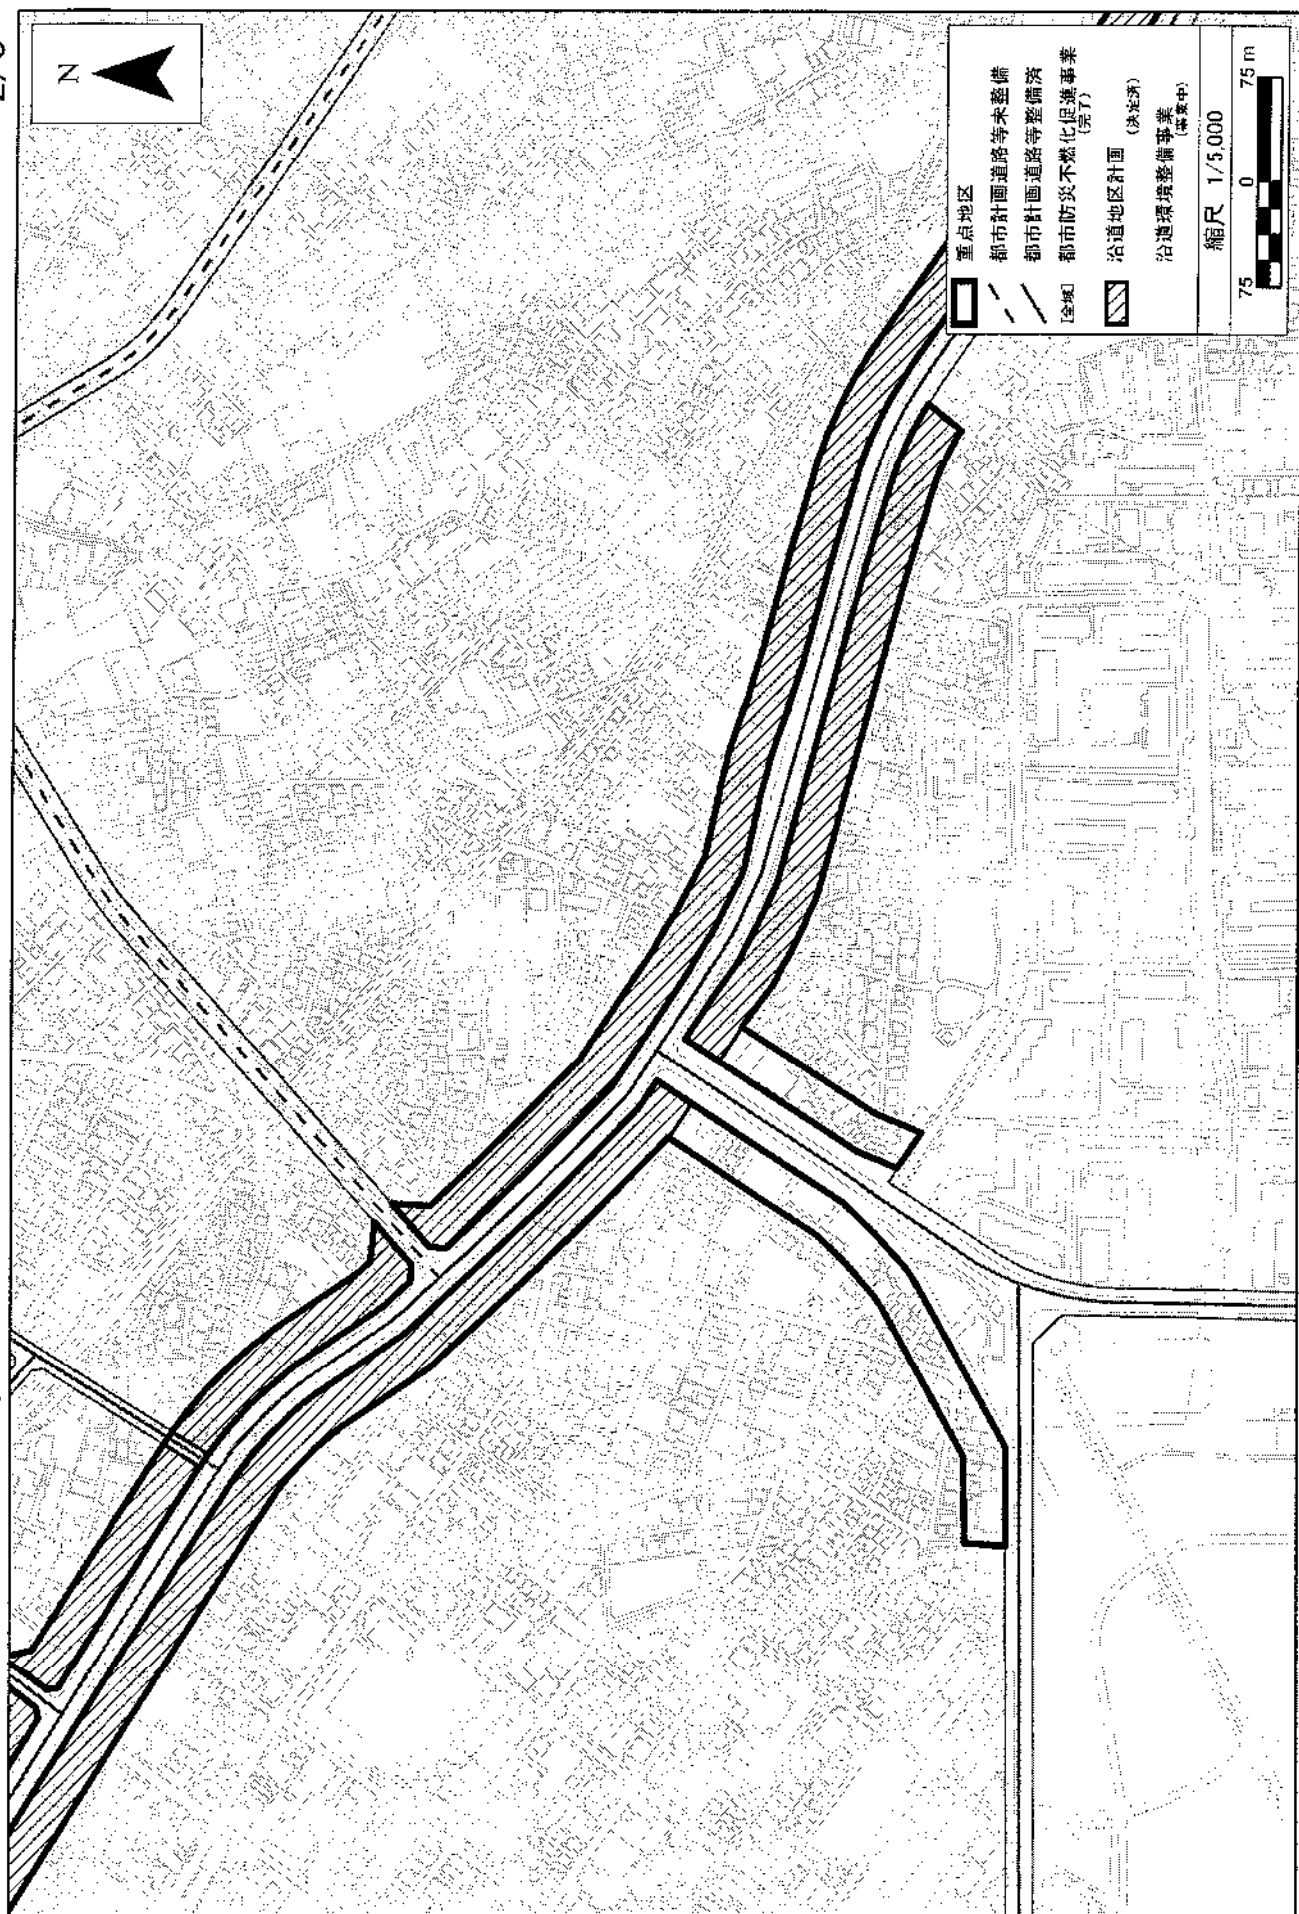 N
重点地区
都市計画道路等未整備
都市計画道路等整備済
[全域] 都市防災不燃化促進事業
(完了)
沿道地区計画 (決定済)
沿道環境整備事業
(事業中)
縮尺 1/5,000
75 0 75 m